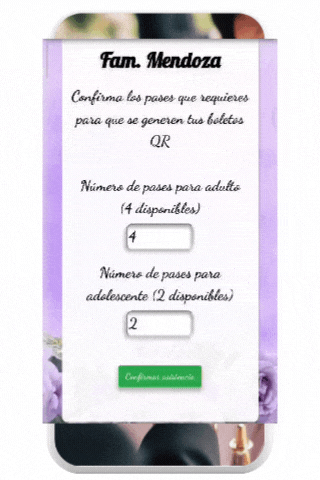 Fam. Mendoza
Confirma los pases que requieres
para que se generen tus boletos
QR
Número de pases para adulto
(4 disponibles)
4
Número de pases para
adolescente (2 disponibles)
2
Confirmar asistencia